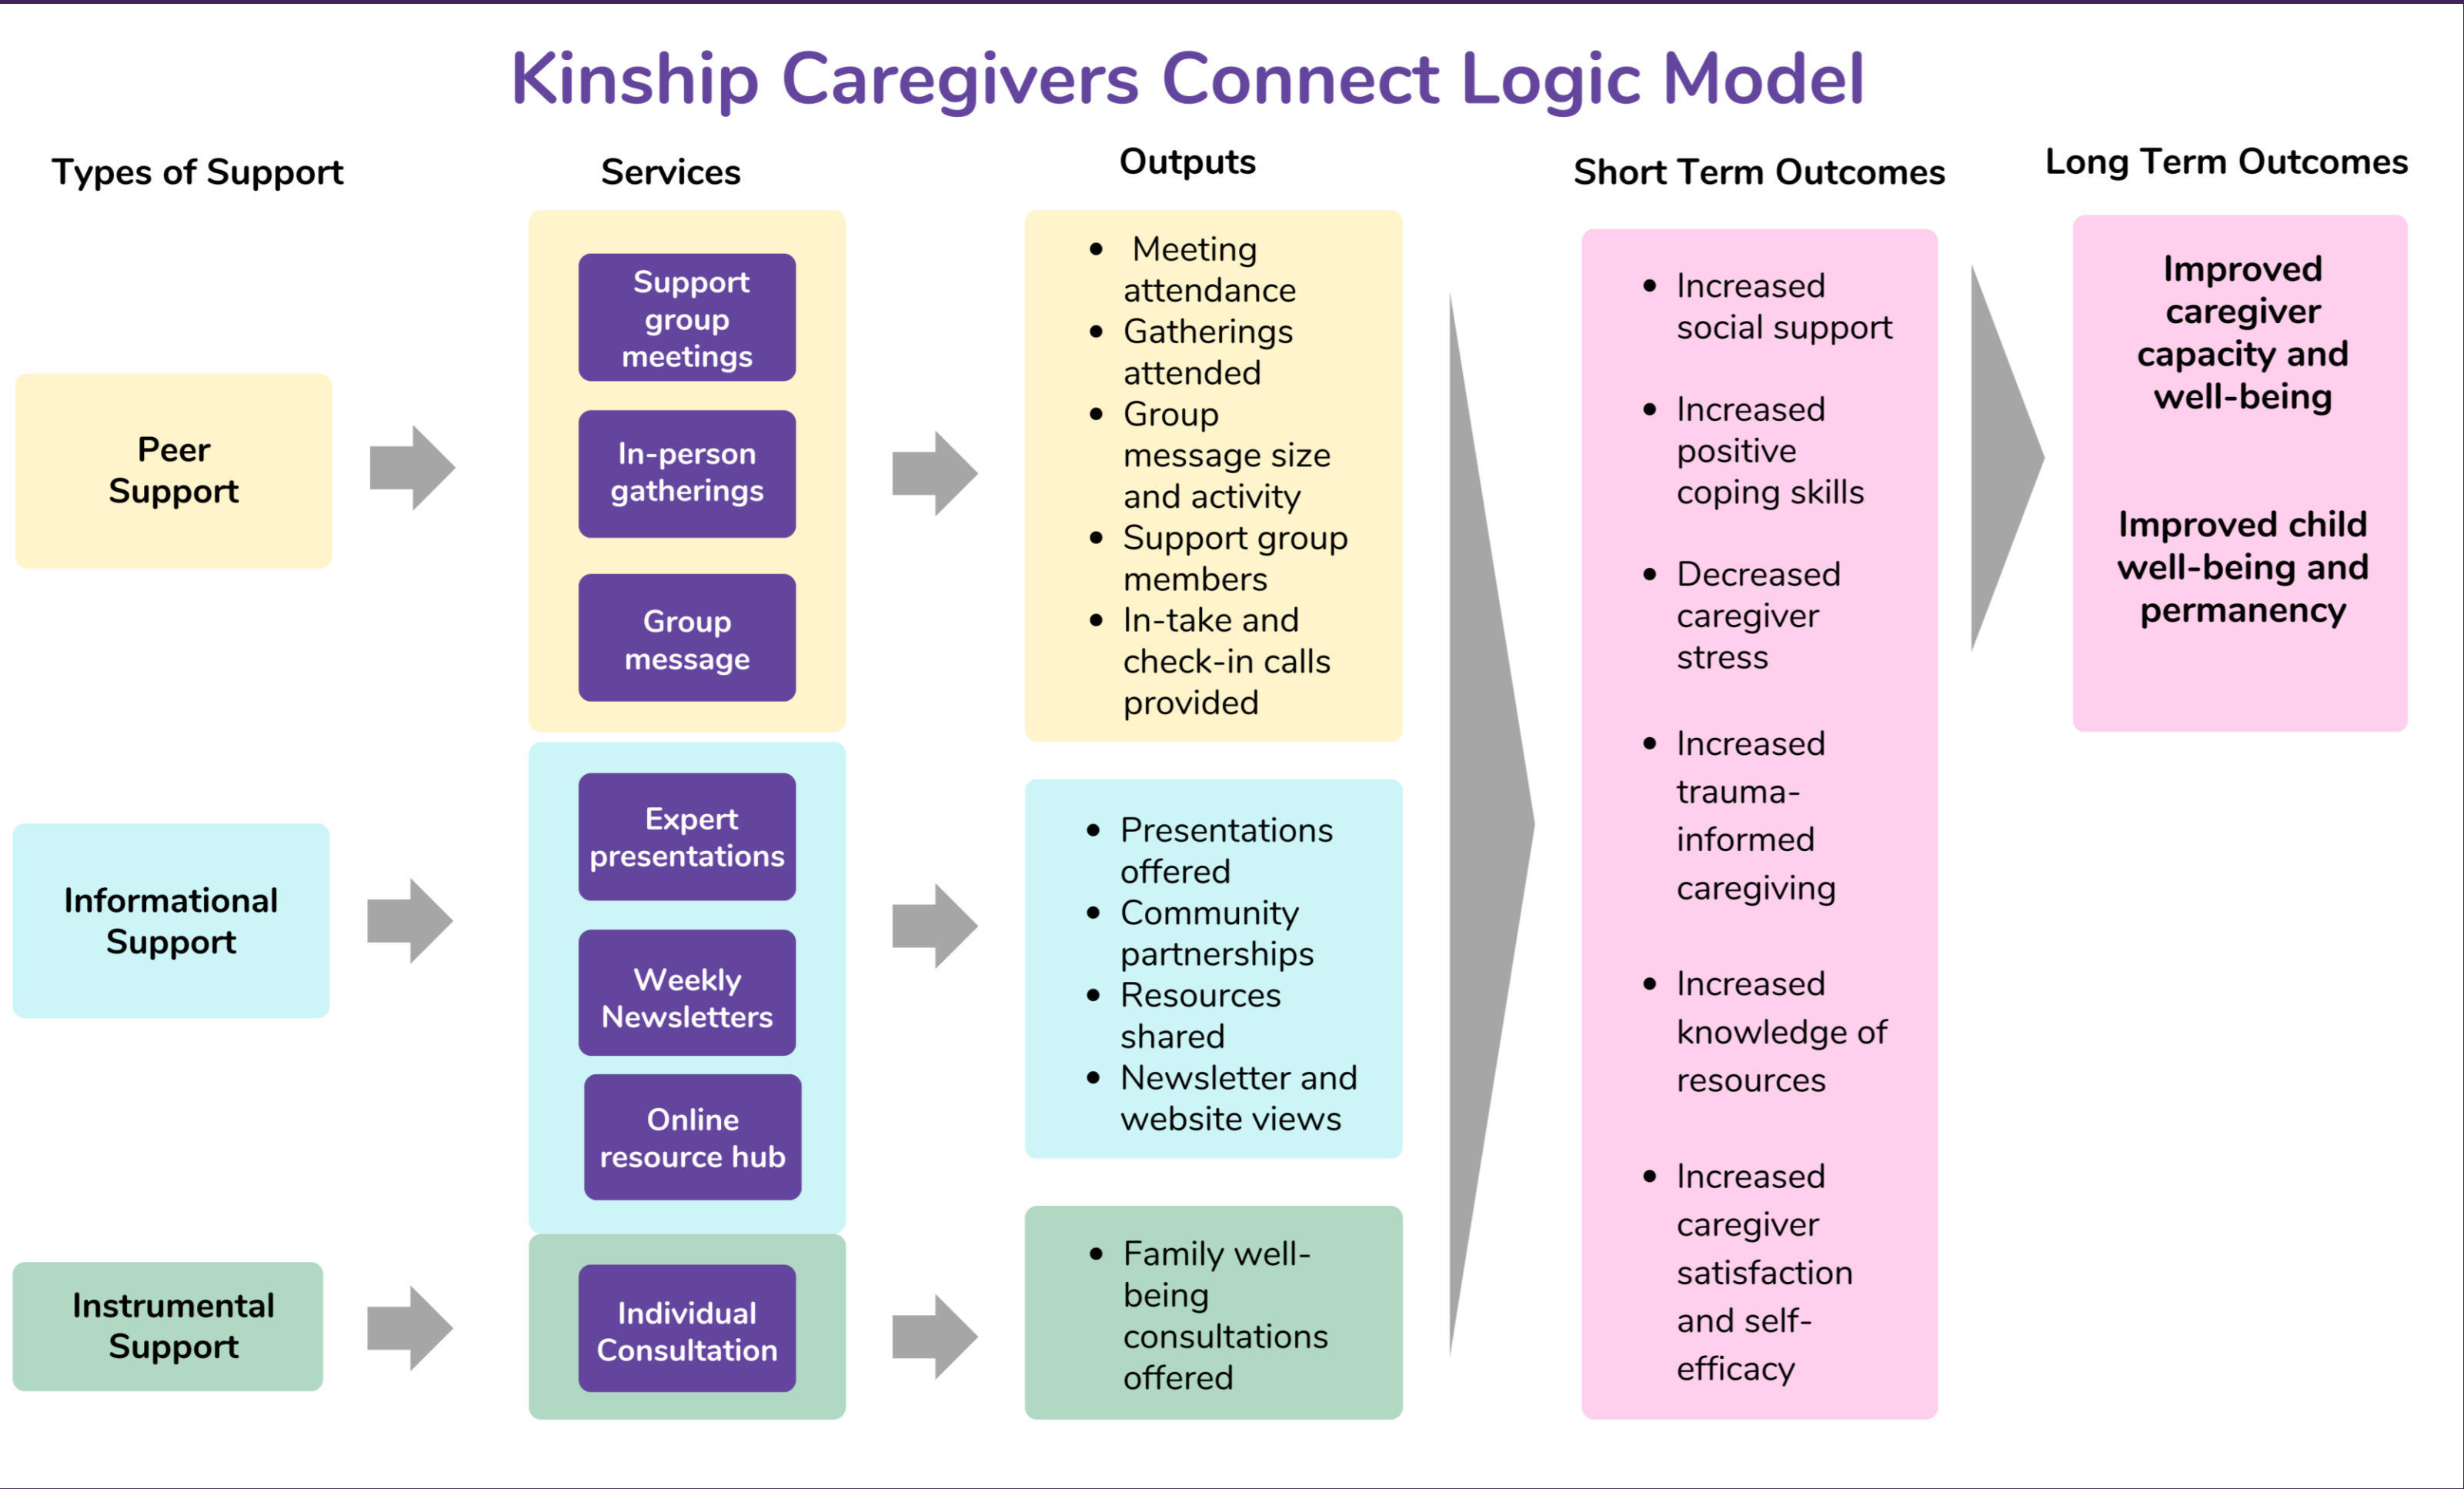 Kinship Caregivers Connect Logic Model
Types of Support
Services
Outputs
Short Term Outcomes
Long Term Outcomes
Peer
Support
Support
group
meetings
In-person
gatherings
Group
message
• Meeting
attendance
• Gatherings
attended
• Group
message size
and activity
• Support group
members
• In-take and
check-in calls
provided
Informational
Support
Expert
presentations
Weekly
Newsletters
Online
resource hub
• Presentations
offered
• Community
partnerships
• Resources
shared
• Newsletter and
website views
Instrumental
Support
Individual
Consultation
• Family well-
being
consultations
offered
• Increased
social support
• Increased
positive
coping skills
• Decreased
caregiver
stress
• Increased
trauma-
informed
caregiving
• Increased
knowledge of
resources
• Increased
caregiver
satisfaction
and self-
efficacy
Improved
caregiver
capacity and
well-being
Improved child
well-being and
permanency